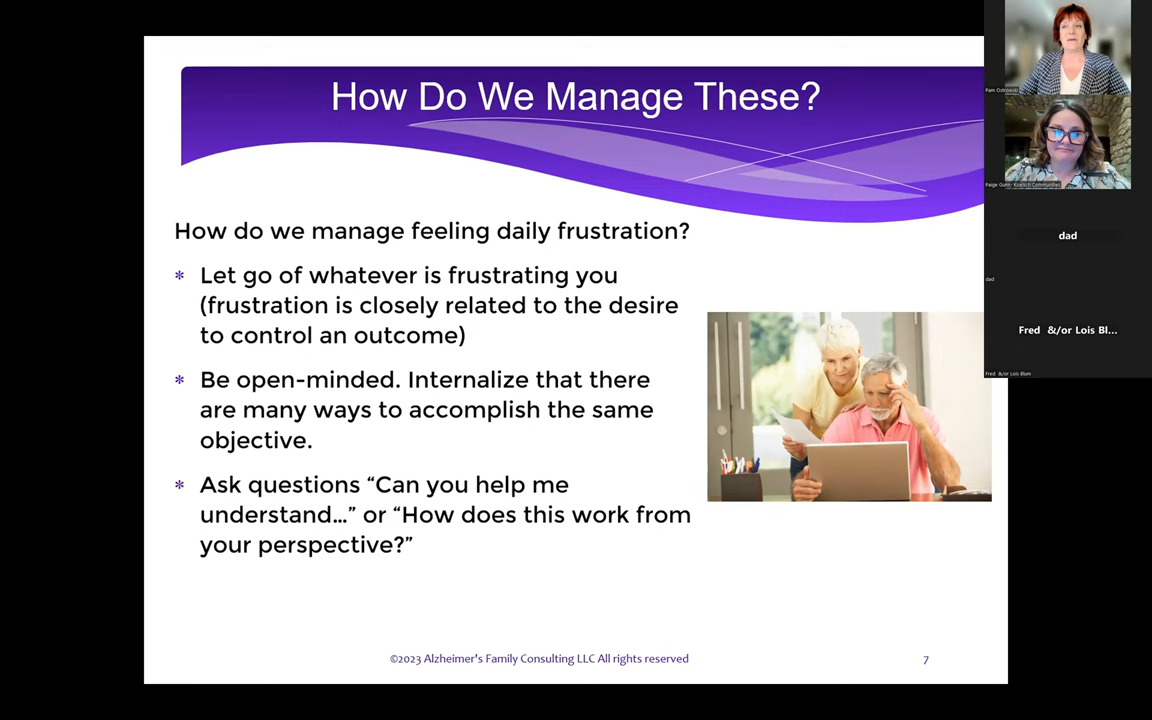 How Do We Manage These?
How do we manage feeling daily frustration?
* Let go of whatever is frustrating you
(frustration is closely related to the desire
to control an outcome)
* Be open-minded. Internalize that there
are many ways to accomplish the same
objective.
* Ask questions “Can you help me
understand…” or “How does this work from
your perspective?”
©2023 Alzheimer's Family Consulting LLC All rights reserved
7
Pam Ostrowski
Paige Gunn- Koelsch Communities
dad
dad
Fred &/or Lois Bl...
Fred &/or Lois Blum